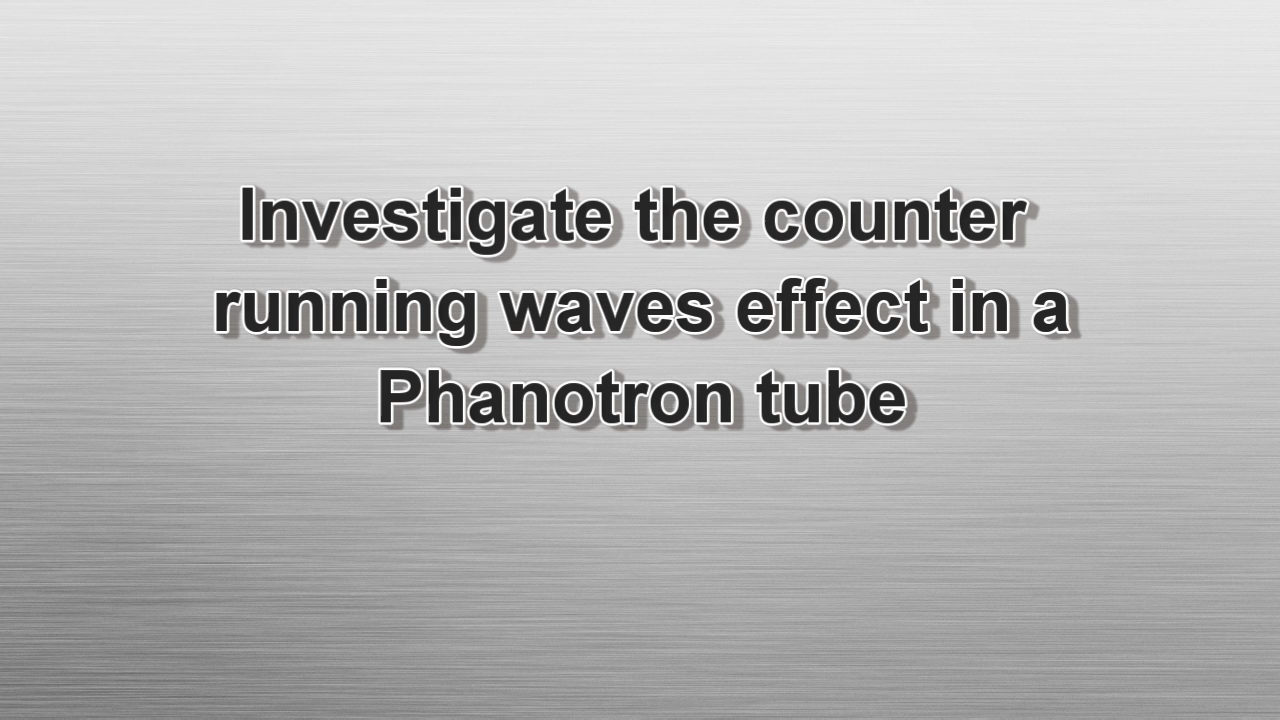 Investigate the counter
running waves effect in a
Phanotron tube